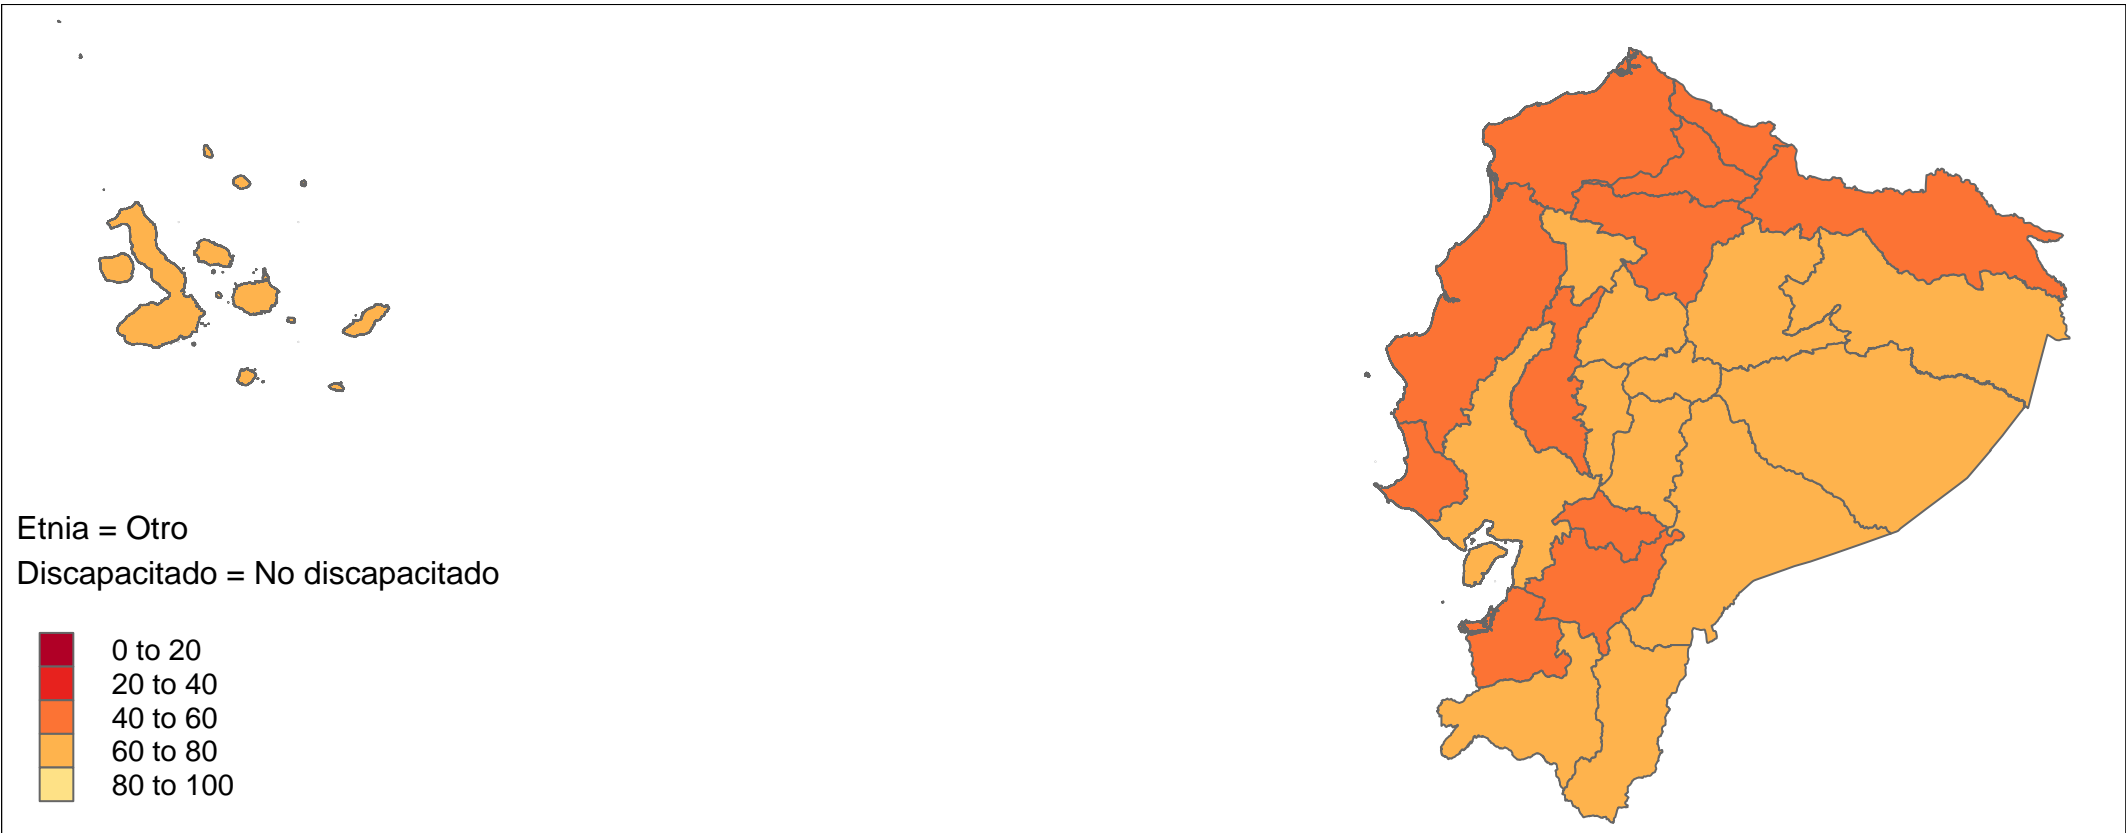 Etnia = Otro
Discapacitado = No discapacitado
0 to 20
20 to 40
40 to 60
60 to 80
80 to 100